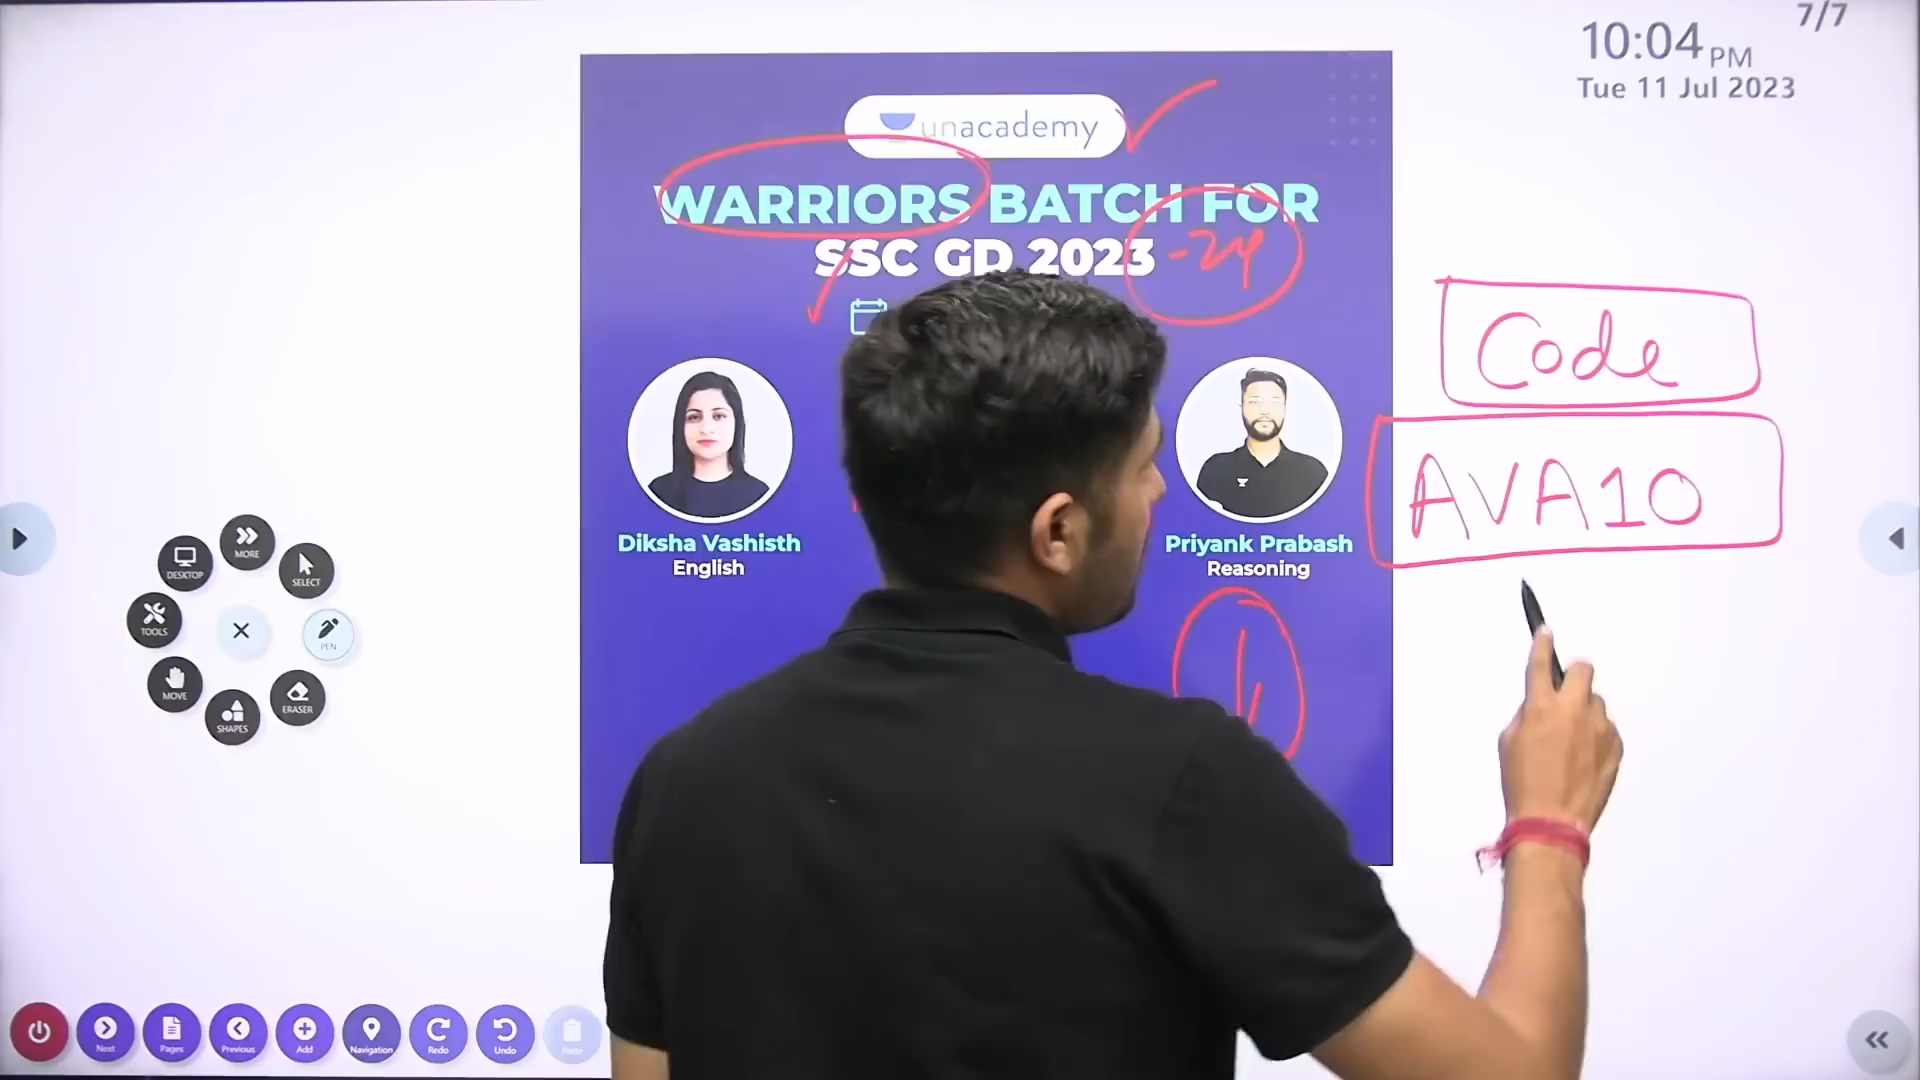 7/7
10:04 PM
Tue 11 Jul 2023
unacademy
WARRIORS BATCH FOR
SSC GD 2023 -24
Code
AVA10
Diksha Vashisth
English
Priyank Prabash
Reasoning
MORE
DESKTOP
SELECT
TOOLS
PEN
MOVE
ERASER
SHAPES
Next
Pages
Previous
Add
Navigation
Redo
Undo
Paste